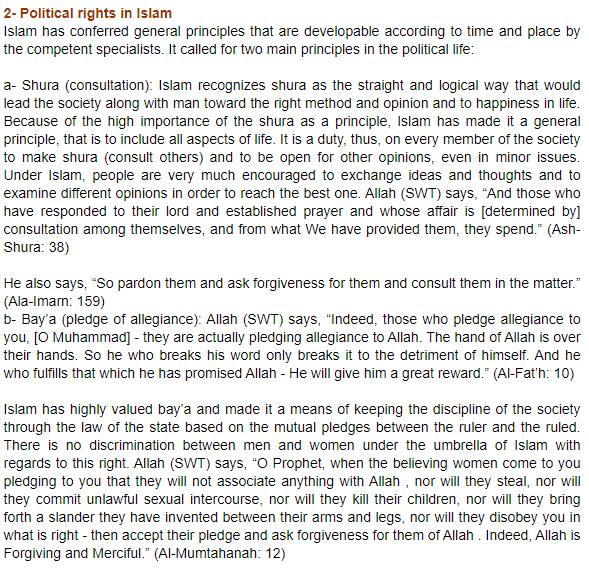 2- Political rights in Islam
Islam has conferred general principles that are developable according to time and place by
the competent specialists. It called for two main principles in the political life:
a- Shura (consultation): Islam recognizes shura as the straight and logical way that would
lead the society along with man toward the right method and opinion and to happiness in life.
Because of the high importance of the shura as a principle, Islam has made it a general
principle, that is to include all aspects of life. It is a duty, thus, on every member of the society
to make shura (consult others) and to be open for other opinions, even in minor issues.
Under Islam, people are very much encouraged to exchange ideas and thoughts and to
examine different opinions in order to reach the best one. Allah (SWT) says, “And those who
have responded to their lord and established prayer and whose affair is [determined by]
consultation among themselves, and from what We have provided them, they spend.” (Ash-
Shura: 38)
He also says, “So pardon them and ask forgiveness for them and consult them in the matter.”
(Ala-Imarn: 159)
b- Bay’a (pledge of allegiance): Allah (SWT) says, “Indeed, those who pledge allegiance to
you, [O Muhammad] - they are actually pledging allegiance to Allah. The hand of Allah is over
their hands. So he who breaks his word only breaks it to the detriment of himself. And he
who fulfills that which he has promised Allah - He will give him a great reward.” (Al-Fat’h: 10)
Islam has highly valued bay’a and made it a means of keeping the discipline of the society
through the law of the state based on the mutual pledges between the ruler and the ruled.
There is no discrimination between men and women under the umbrella of Islam with
regards to this right. Allah (SWT) says, “O Prophet, when the believing women come to you
pledging to you that they will not associate anything with Allah , nor will they steal, nor will
they commit unlawful sexual intercourse, nor will they kill their children, nor will they bring
forth a slander they have invented between their arms and legs, nor will they disobey you in
what is right - then accept their pledge and ask forgiveness for them of Allah . Indeed, Allah is
Forgiving and Merciful.” (Al-Mumtahanah: 12)